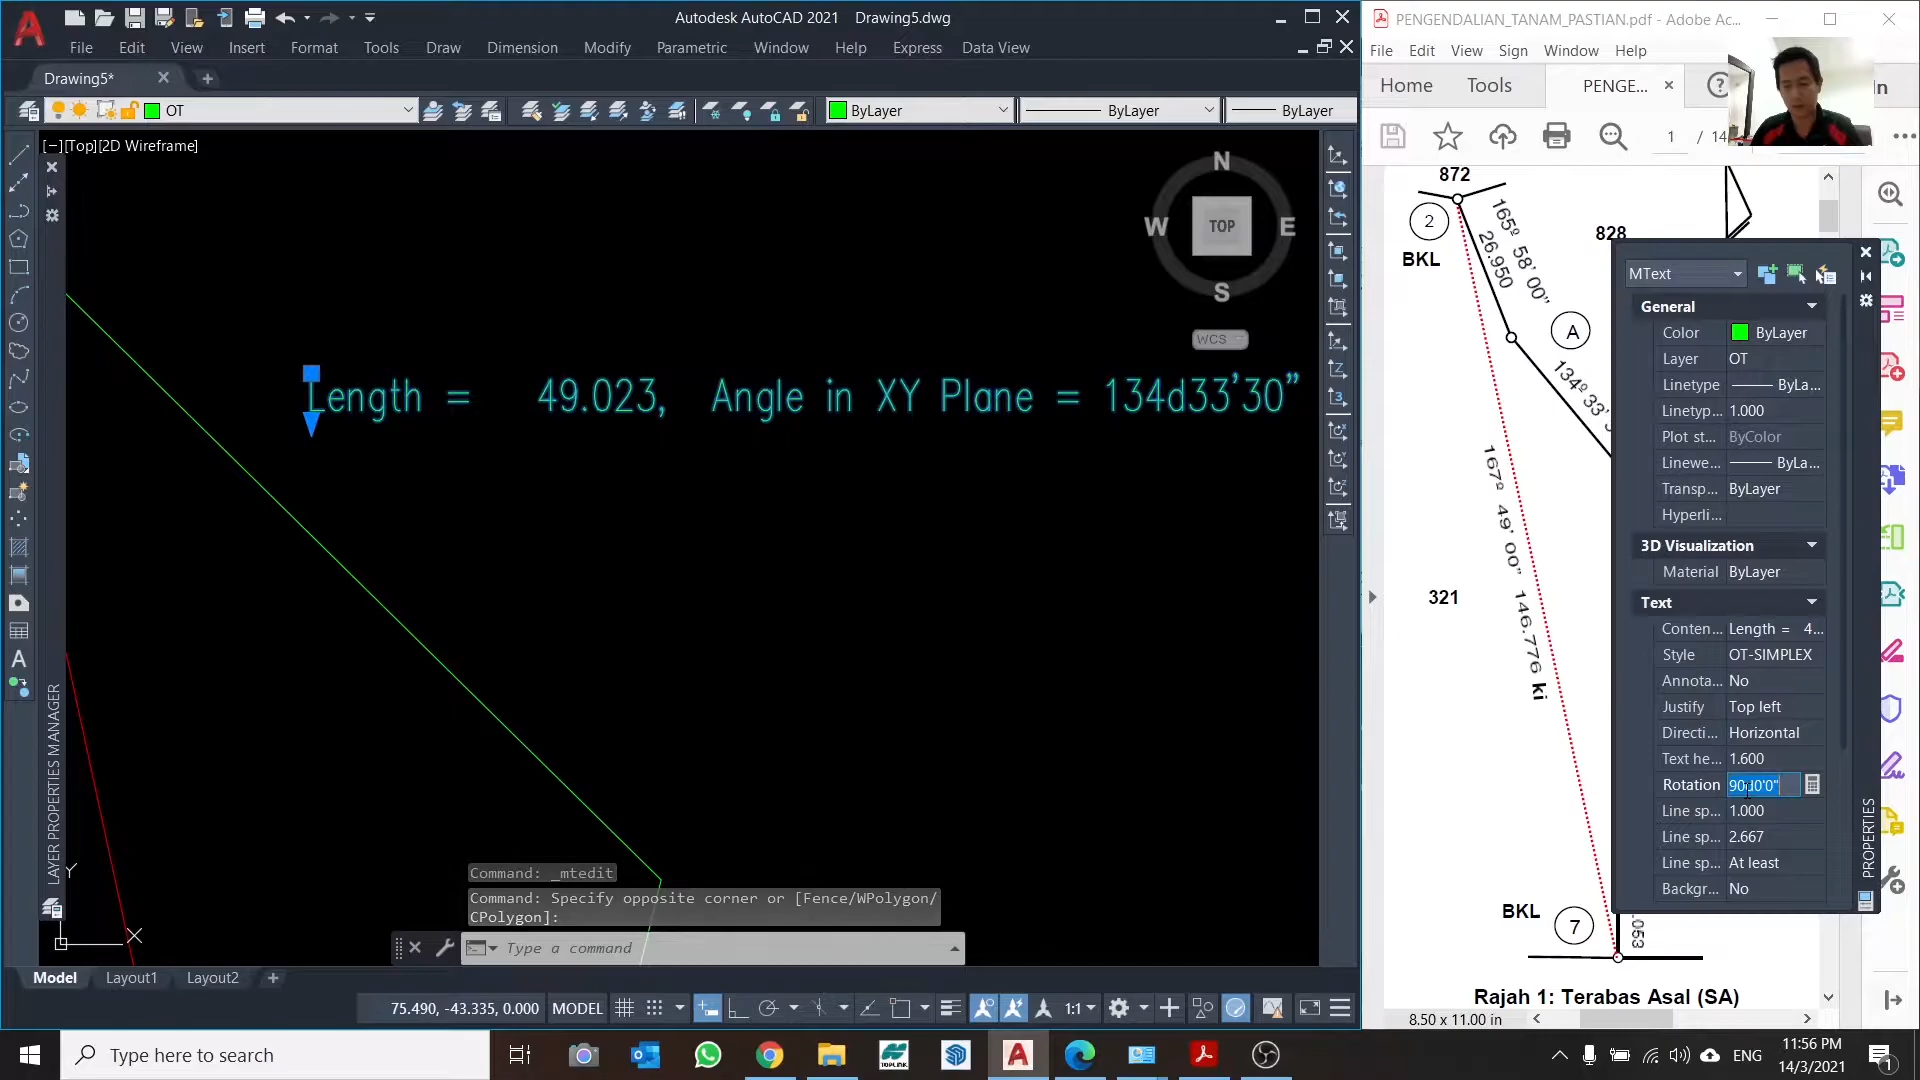 Autodesk AutoCAD 2021 Drawing5.dwg
File Edit View Insert Format Tools Draw Dimension Modify Parametric Window Help Express Data View
Drawing5*
OT
ByLayer
ByLayer
ByLayer
[−][Top][2D Wireframe]
N
W TOP E
S
WCS
Length = 49.023, Angle in XY Plane = 134d33'30"
LAYER PROPERTIES MANAGER
Y
X
Command: _mtedit
Command: Specify opposite corner or [Fence/WPolygon/
CPolygon]:
Type a command
Model Layout1 Layout2
75.490, -43.335, 0.000 MODEL
1:1
PENGENDALIAN_TANAM_PASTIAN.pdf - Adobe Ac...
File Edit View Sign Window Help
Home Tools PENGE...
1 / 14
872
2
BKL
165º 58' 00"
26.950
828
A
134º 33'
167º 49' 00" 146.776 ki
321
BKL
7
.053
Rajah 1: Terabas Asal (SA)
8.50 x 11.00 in
MText
General
Color ByLayer
Layer OT
Linetype ByLa...
Linetyp... 1.000
Plot st... ByColor
Linewe... ByLa...
Transp... ByLayer
Hyperli...
3D Visualization
Material ByLayer
Text
Conten... Length = 4...
Style OT-SIMPLEX
Annota... No
Justify Top left
Directi... Horizontal
Text he... 1.600
Rotation 90d0'0"
Line sp... 1.000
Line sp... 2.667
Line sp... At least
Backgr... No
PROPERTIES
Type here to search
TOPLINK
ENG
11:56 PM
14/3/2021
1